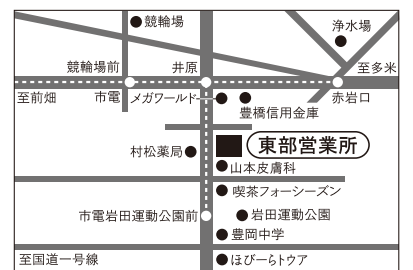 競輪場
浄水場
競輪場前
井原
至多米
至前畑
市電
メガワールド
赤岩口
豊橋信用金庫
東部営業所
村松薬局
山本皮膚科
喫茶フォーシーズン
市電岩田運動公園前
岩田運動公園
豊岡中学
至国道一号線
ほびーらトウア